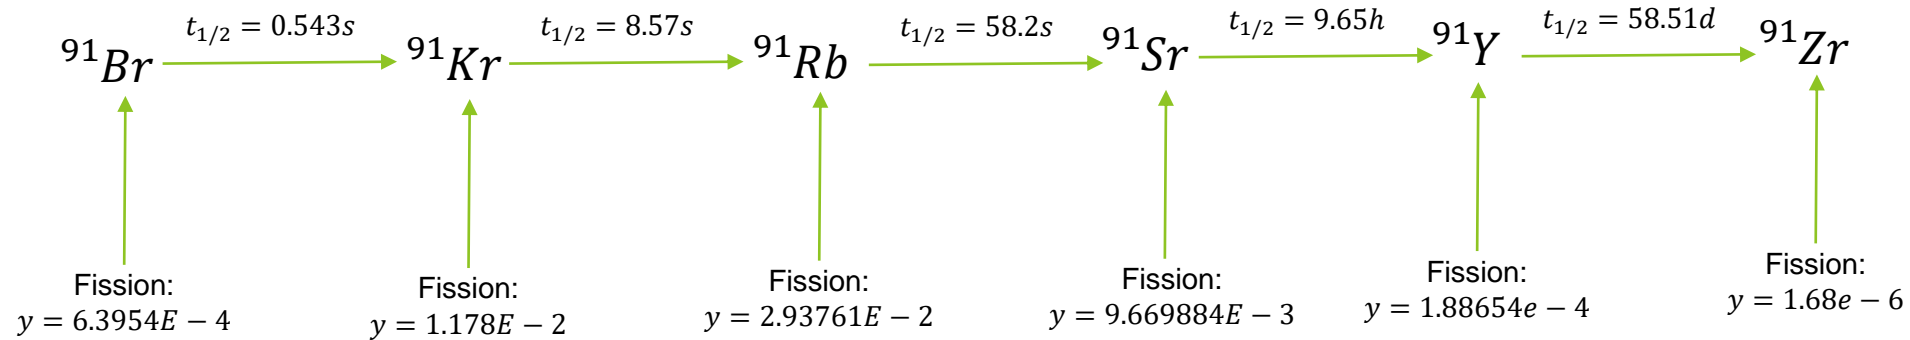 ⁹¹Br t₁/₂ = 0.543s ⁹¹Kr t₁/₂ = 8.57s ⁹¹Rb t₁/₂ = 58.2s ⁹¹Sr t₁/₂ = 9.65h ⁹¹Y t₁/₂ = 58.51d ⁹¹Zr
Fission:
y = 6.3954E − 4
Fission:
y = 1.178E − 2
Fission:
y = 2.93761E − 2
Fission:
y = 9.669884E − 3
Fission:
y = 1.88654e − 4
Fission:
y = 1.68e − 6